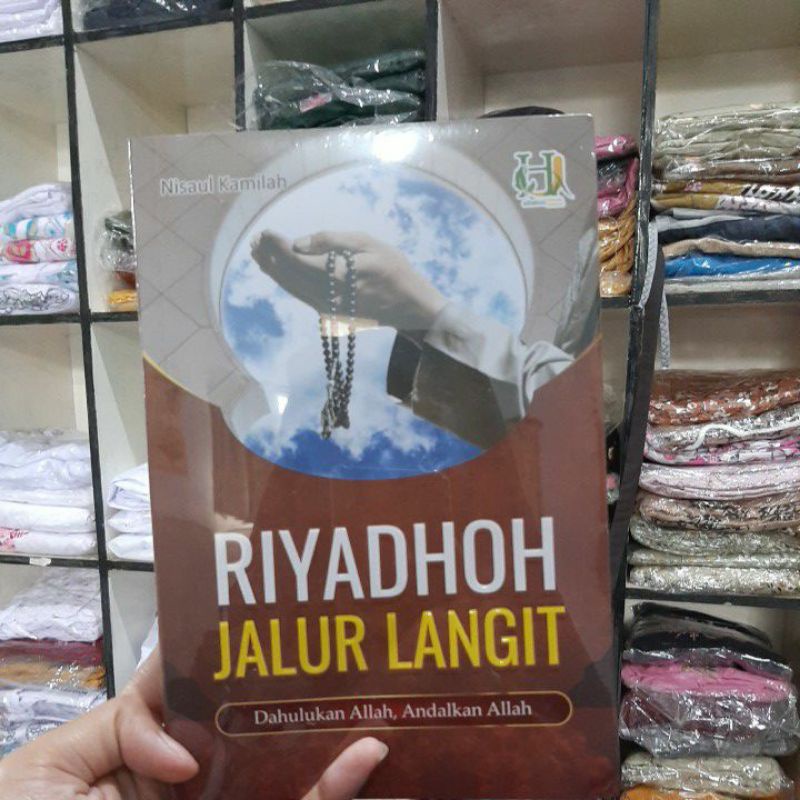 Nisaul Kamilah
RIYADHOH
JALUR LANGIT
Dahulukan Allah, Andalkan Allah